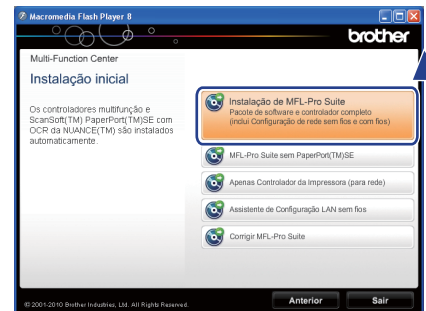 Macromedia Flash Player 8
brother
Multi-Function Center
Instalação inicial
Os controladores multifunção e
ScanSoft(TM) PaperPort(TM)SE com
OCR da NUANCE(TM) são instalados
automaticamente.
Instalação de MFL-Pro Suite
Pacote de software e controlador completo
(inclui Configuração de rede sem fios e com fios)
MFL-Pro Suite sem PaperPort(TM)SE
Apenas Controlador da Impressora (para rede)
Assistente de Configuração LAN sem fios
Corrigir MFL-Pro Suite
© 2001-2010 Brother Industries, Ltd. All Rights Reserved.
Anterior
Sair